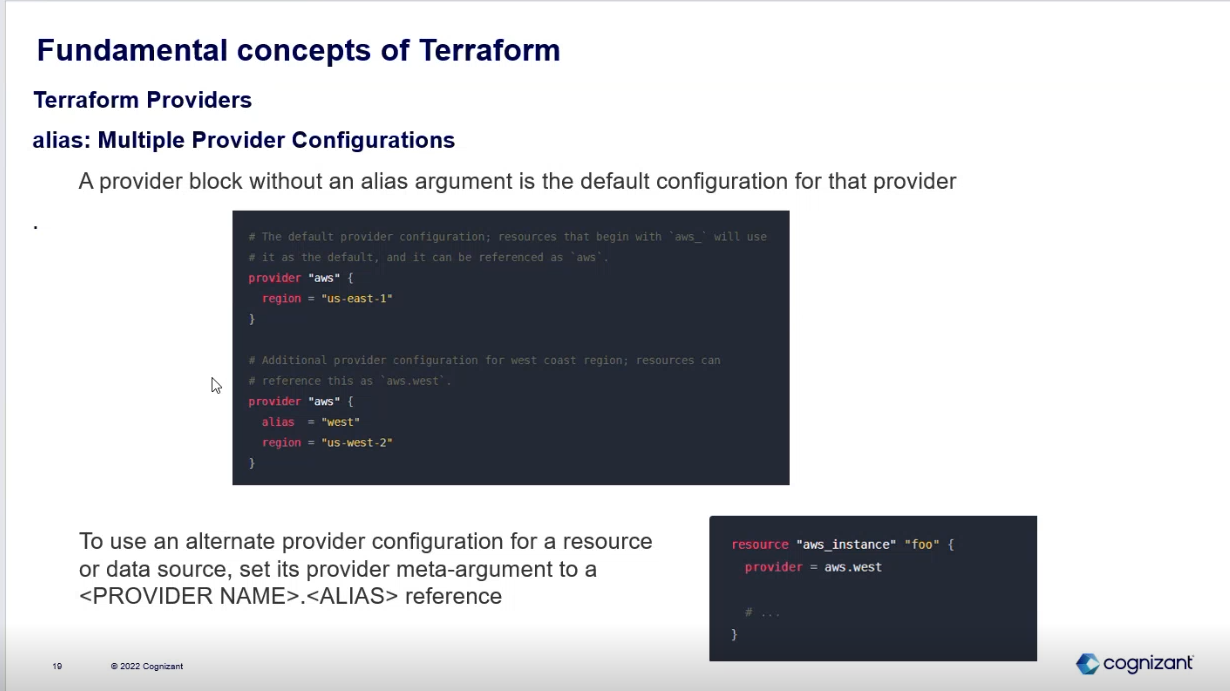 Fundamental concepts of Terraform
Terraform Providers
alias: Multiple Provider Configurations
A provider block without an alias argument is the default configuration for that provider
.
# The default provider configuration; resources that begin with `aws_` will use
# it as the default, and it can be referenced as `aws`.
provider "aws" {
  region = "us-east-1"
}
# Additional provider configuration for west coast region; resources can
# reference this as `aws.west`.
provider "aws" {
  alias  = "west"
  region = "us-west-2"
}
To use an alternate provider configuration for a resource
or data source, set its provider meta-argument to a
<PROVIDER NAME>.<ALIAS> reference
resource "aws_instance" "foo" {
  provider = aws.west
  # ...
}
19
© 2022 Cognizant
cognizant